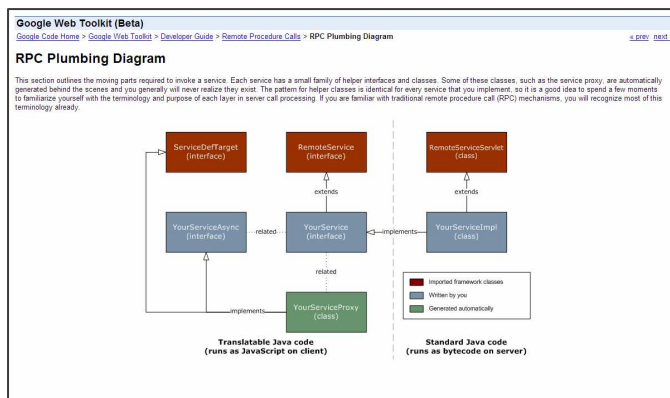 Google Web Toolkit (Beta)
Google Code Home > Google Web Toolkit > Developer Guide > Remote Procedure Calls > RPC Plumbing Diagram
« prev next
RPC Plumbing Diagram
This section outlines the moving parts required to invoke a service. Each service has a small family of helper interfaces and classes. Some of these classes, such as the service proxy, are automatically
generated behind the scenes and you generally will never realize they exist. The pattern for helper classes is identical for every service that you implement, so it is a good idea to spend a few moments
to familiarize yourself with the terminology and purpose of each layer in server call processing. If you are familiar with traditional remote procedure call (RPC) mechanisms, you will recognize most of this
terminology already.
ServiceDefTarget
(interface)
RemoteService
(interface)
RemoteServiceServlet
(class)
extends
extends
YourServiceAsync
(interface)
related
YourService
(interface)
implements
YourServiceImpl
(class)
related
Imported framework classes
Written by you
Generated automatically
implements
YourServiceProxy
(class)
Translatable Java code
(runs as JavaScript on client)
Standard Java code
(runs as bytecode on server)